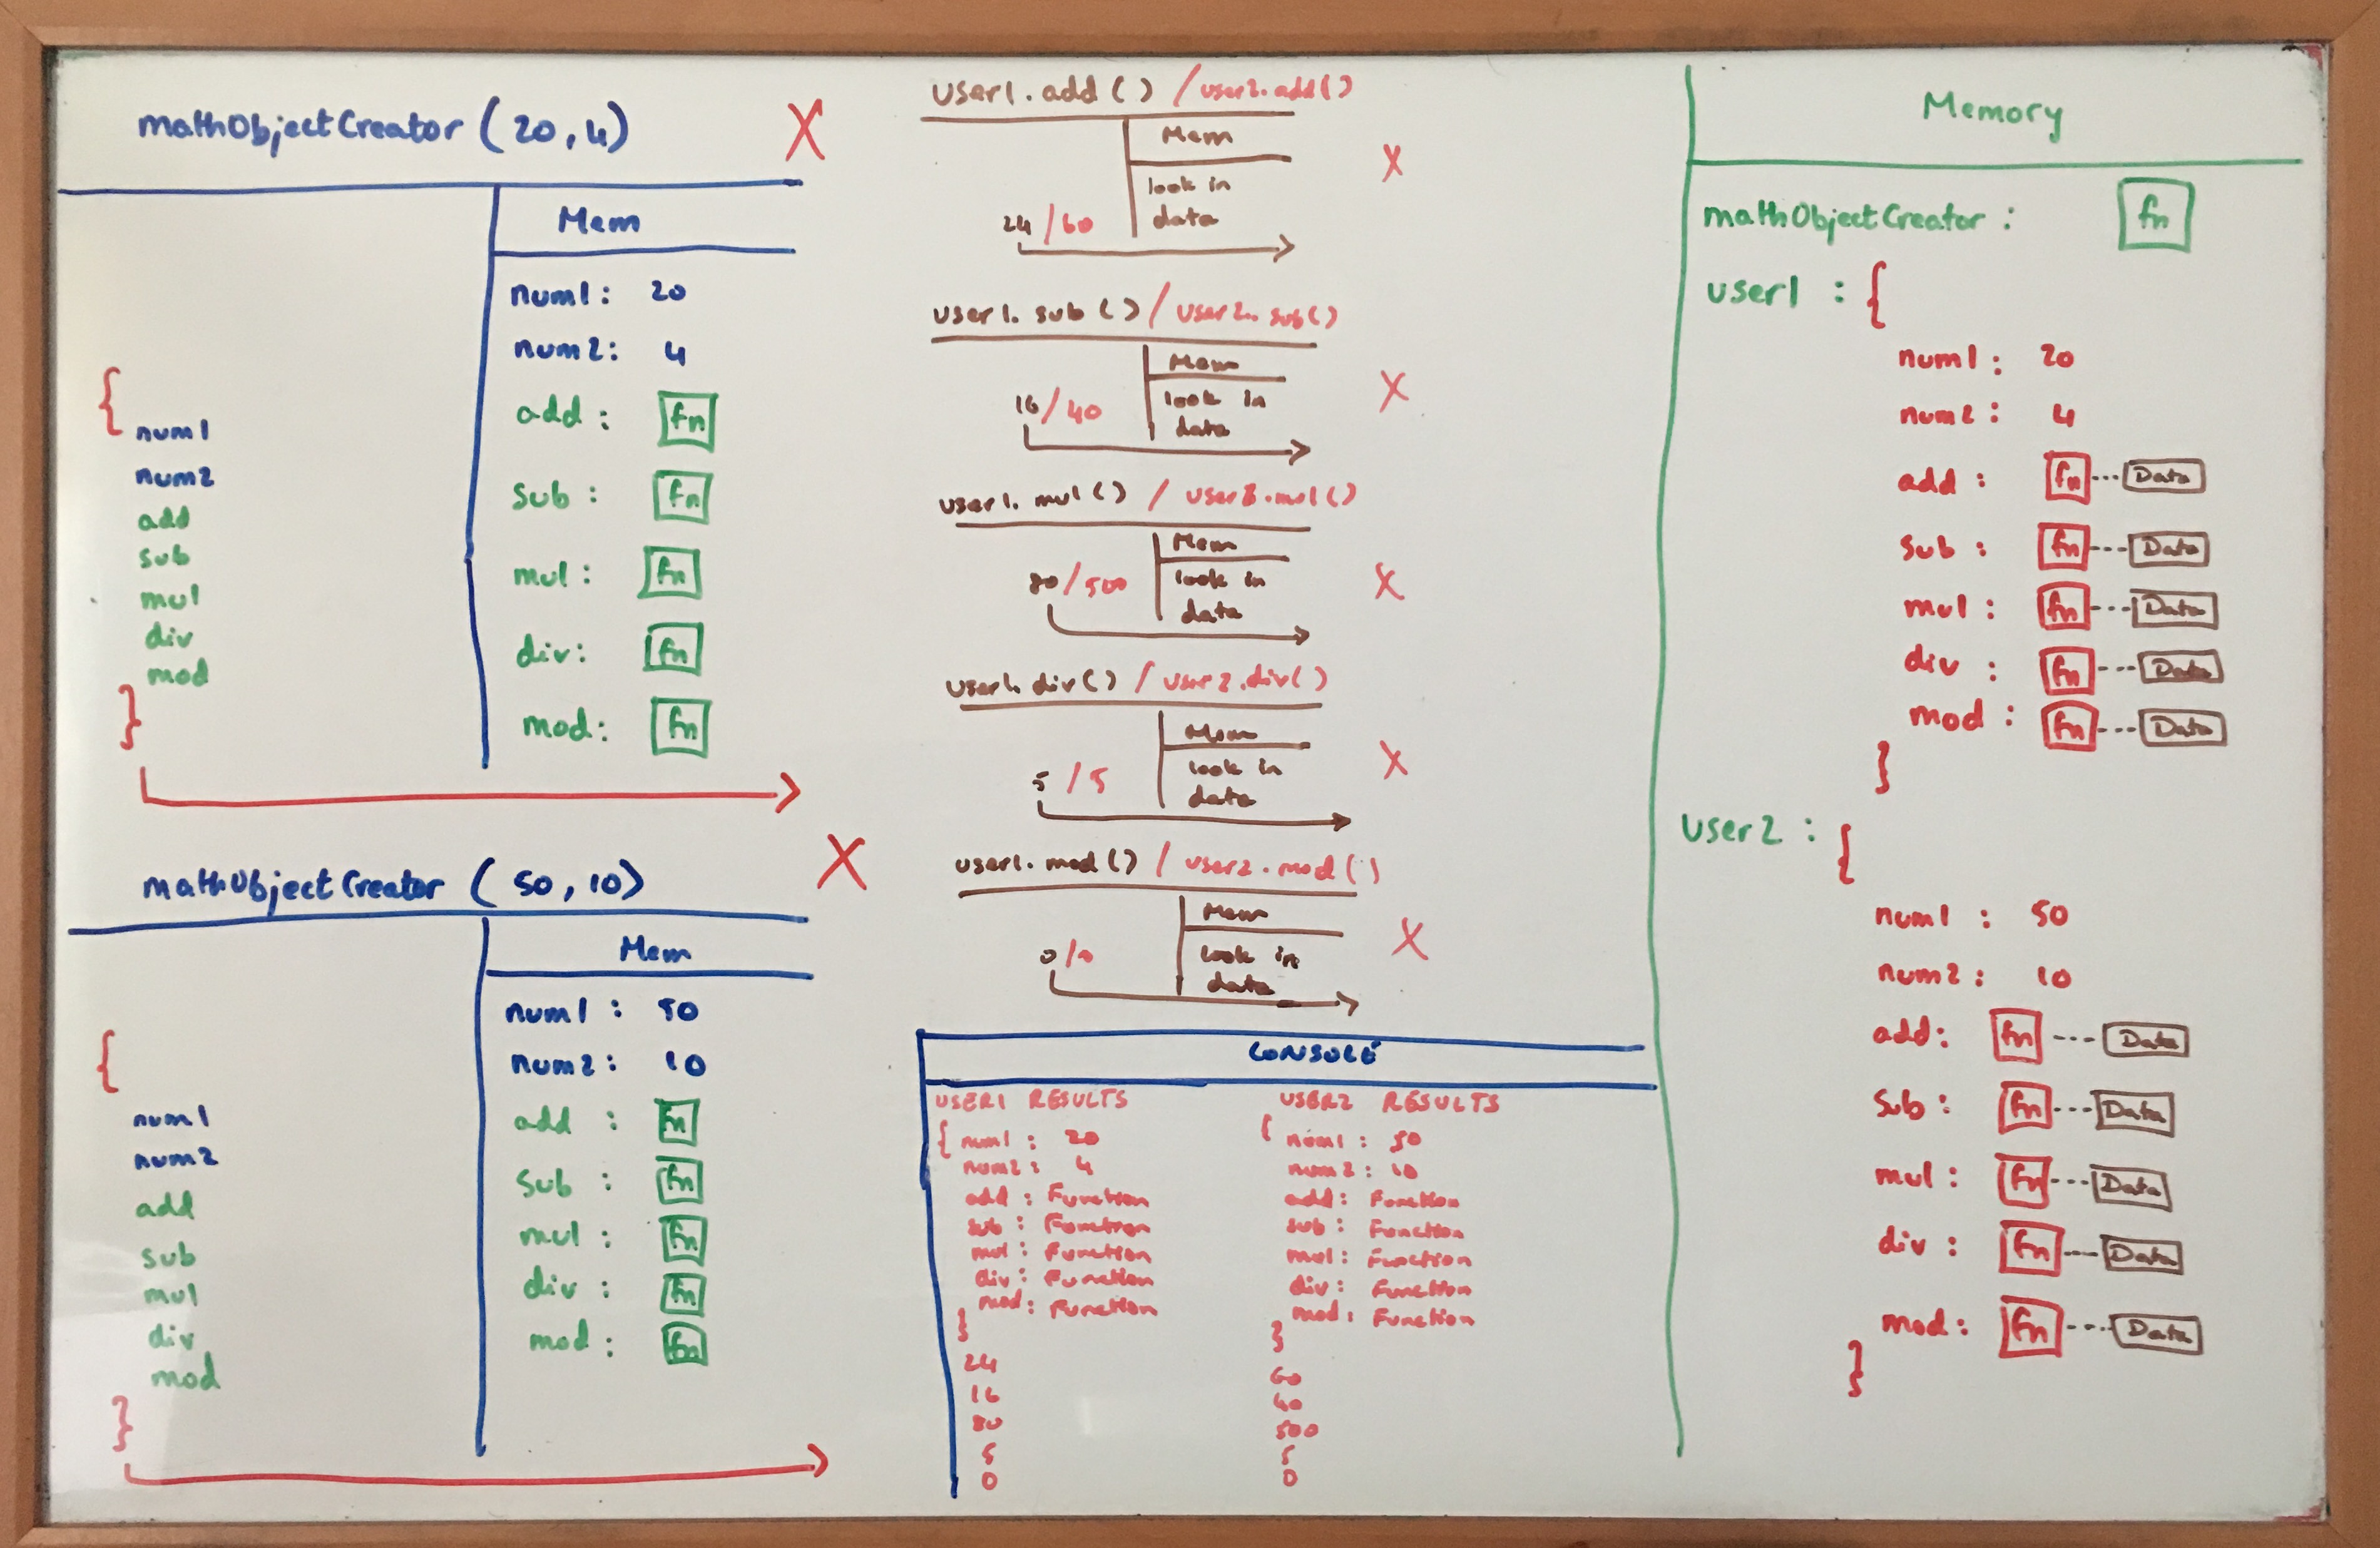 mathObjectCreator (20,4) X
Mem
num1: 20
num2: 4
add: fn
sub: fn
mul: fn
div: fn
mod: fn
{
num1
num2
add
sub
mul
div
mod
}
mathObjectCreator (50,10) X
Mem
num1: 50
num2: 10
add: fn
sub: fn
mul: fn
div: fn
mod: fn
{
num1
num2
add
sub
mul
div
mod
}
user1.add() / user2.add()
Mem
look in
data
24/60
X
user1.sub() / user2.sub()
Mem
look in
data
16/40
X
user1.mul() / user2.mul()
Mem
look in
data
80/500
X
user1.div() / user2.div()
Mem
look in
data
5/5
X
user1.mod() / user2.mod()
Mem
look in
data
0/0
X
CONSOLE
USER1 RESULTS
{ num1: 20
num2: 4
add: Function
sub: Function
mul: Function
div: Function
mod: Function
}
24
16
80
5
0
USER2 RESULTS
{ num1: 50
num2: 10
add: Function
sub: Function
mul: Function
div: Function
mod: Function
}
60
40
500
5
0
Memory
mathObjectCreator: fn
user1: {
num1: 20
num2: 4
add: fn---Data
sub: fn---Data
mul: fn---Data
div: fn---Data
mod: fn---Data
}
user2: {
num1: 50
num2: 10
add: fn---Data
sub: fn---Data
mul: fn---Data
div: fn---Data
mod: fn---Data
}